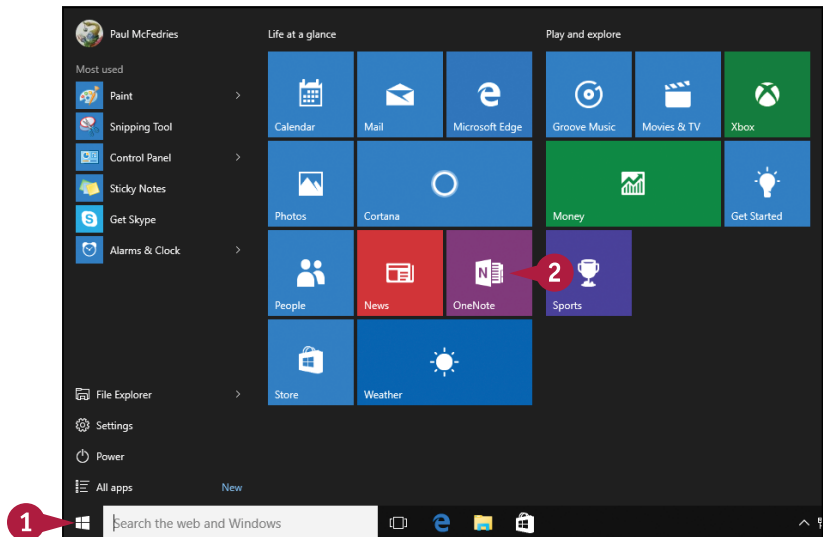 Paul McFedries
Most used
Paint
Snipping Tool
Control Panel
Sticky Notes
Get Skype
Alarms & Clock
File Explorer
Settings
Power
All apps New
Life at a glance
Calendar Mail Microsoft Edge
Photos Cortana
People News OneNote
Store Weather
Play and explore
Groove Music Movies & TV Xbox
Money Get Started
Sports
2
1
Search the web and Windows